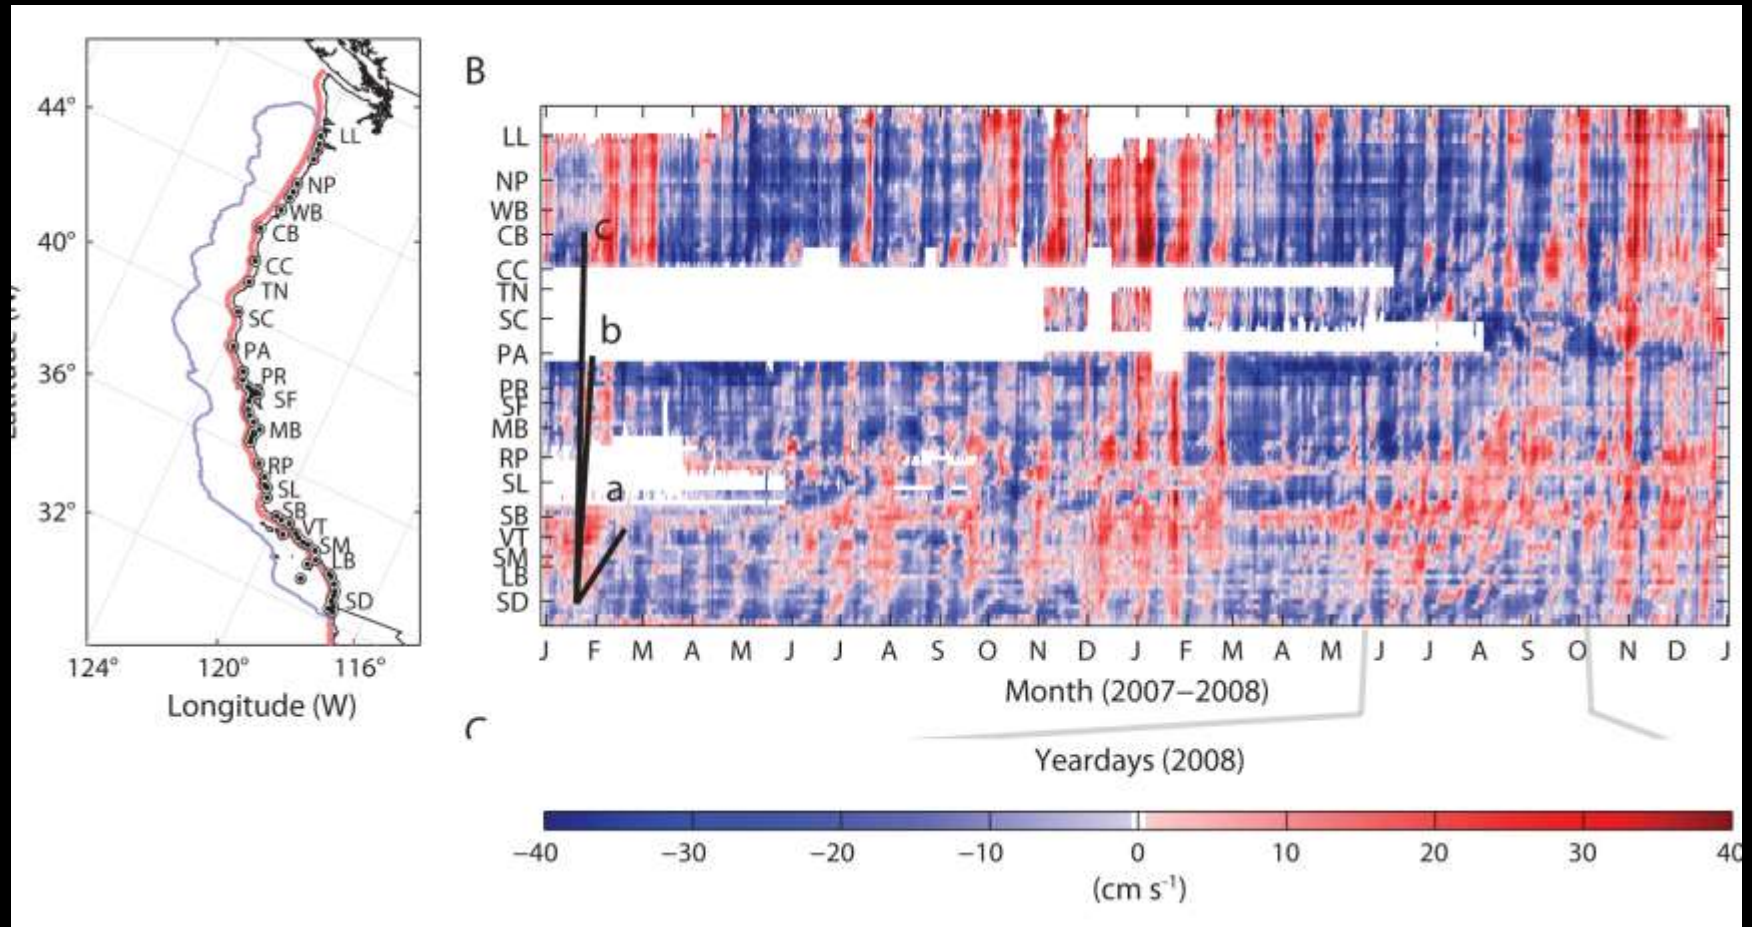 B
44°
40°
36°
32°
LL
NP
WB
CB
CC
TN
SC
PA
PR
SF
MB
RP
SL
SB
VT
SM
LB
SD
124° 120° 116°
Longitude (W)
LL
NP
WB
CB
CC
TN
SC
PA
PR
SF
MB
RP
SL
SB
VT
SM
LB
SD
c
b
a
J F M A M J J A S O N D J F M A M J J A S O N D J
Month (2007–2008)
Yeardays (2008)
−40 −30 −20 −10 0 10 20 30 40
(cm s⁻¹)